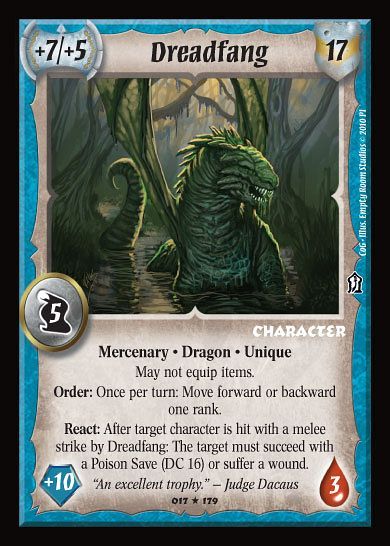 +7/+5
Dreadfang
17
CoG • Illus. Empty Room Studios © 2010 P1
5
CHARACTER
Mercenary • Dragon • Unique
May not equip items.
Order: Once per turn: Move forward or backward
one rank.
React: After target character is hit with a melee
strike by Dreadfang: The target must succeed with
a Poison Save (DC 16) or suffer a wound.
"An excellent trophy." – Judge Dacaus
+10
3
017 ★ 179